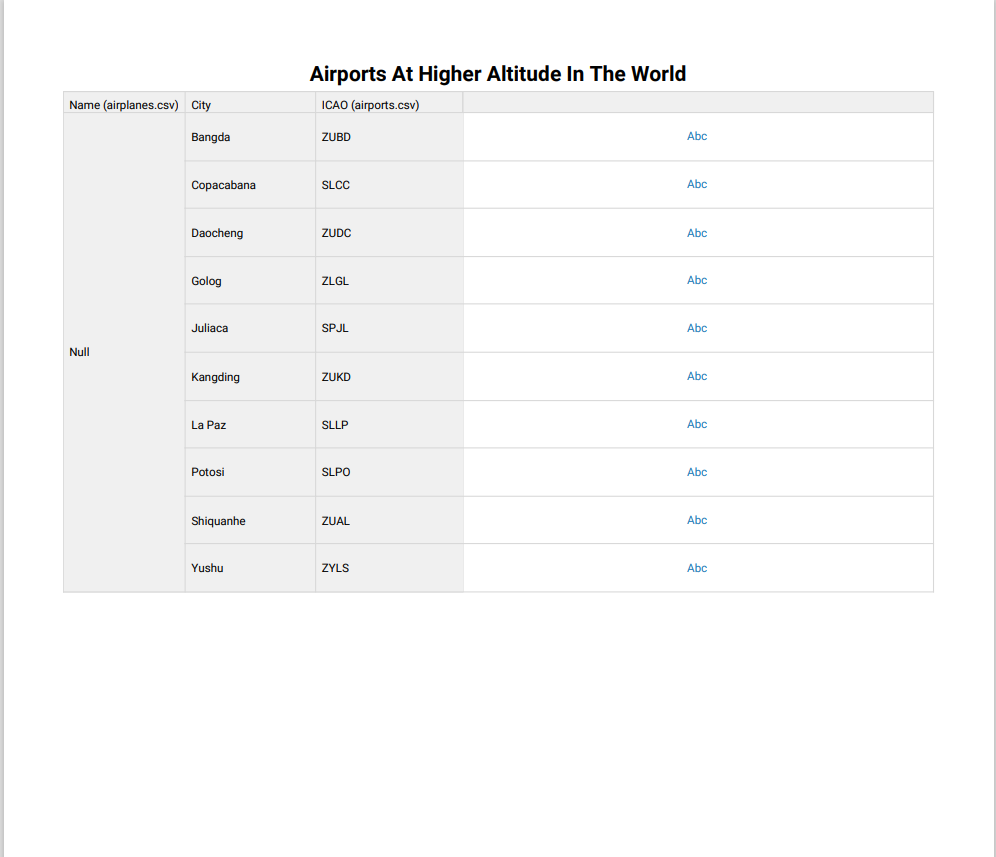 Airports At Higher Altitude In The World
Name (airplanes.csv) City ICAO (airports.csv)
Bangda ZUBD Abc
Copacabana SLCC Abc
Daocheng ZUDC Abc
Golog ZLGL Abc
Juliaca SPJL Abc
Null
Kangding ZUKD Abc
La Paz SLLP Abc
Potosi SLPO Abc
Shiquanhe ZUAL Abc
Yushu ZYLS Abc